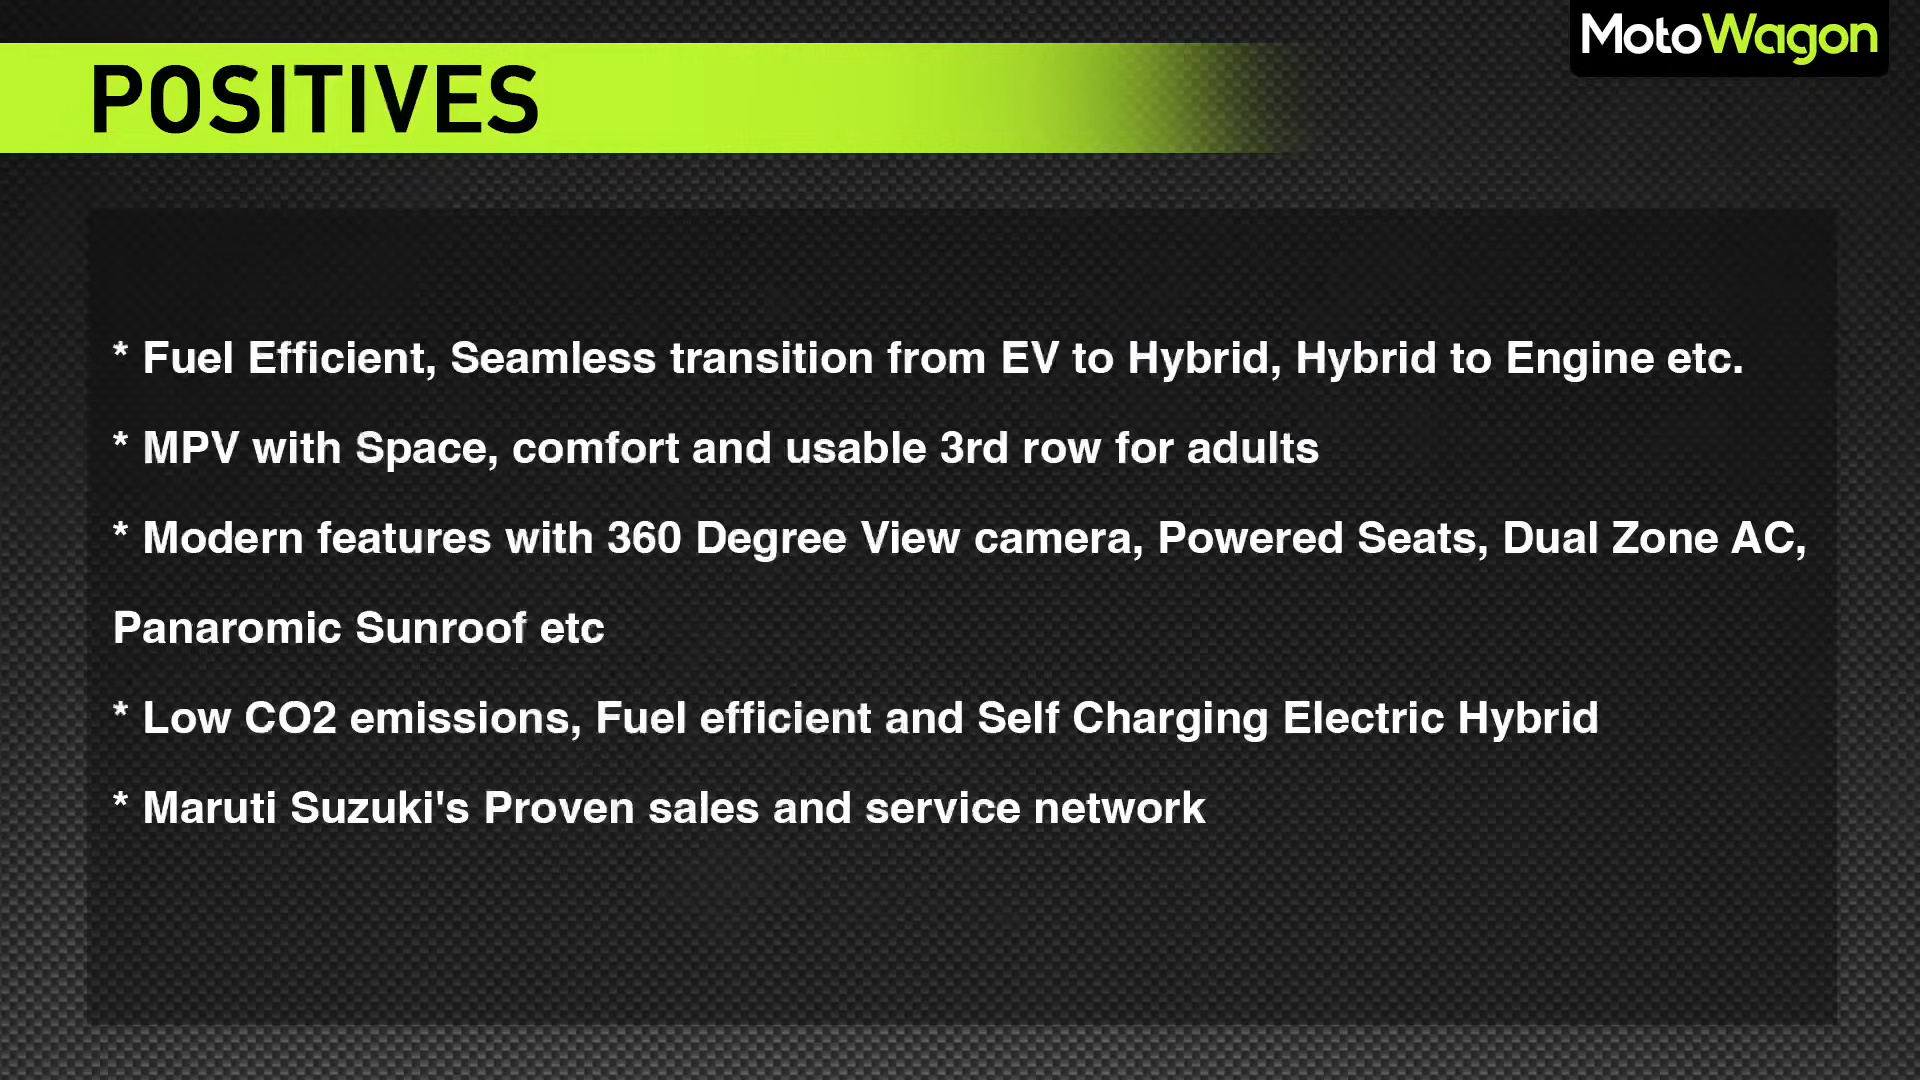 MotoWagon
POSITIVES
* Fuel Efficient, Seamless transition from EV to Hybrid, Hybrid to Engine etc.
* MPV with Space, comfort and usable 3rd row for adults
* Modern features with 360 Degree View camera, Powered Seats, Dual Zone AC,
Panaromic Sunroof etc
* Low CO2 emissions, Fuel efficient and Self Charging Electric Hybrid
* Maruti Suzuki's Proven sales and service network